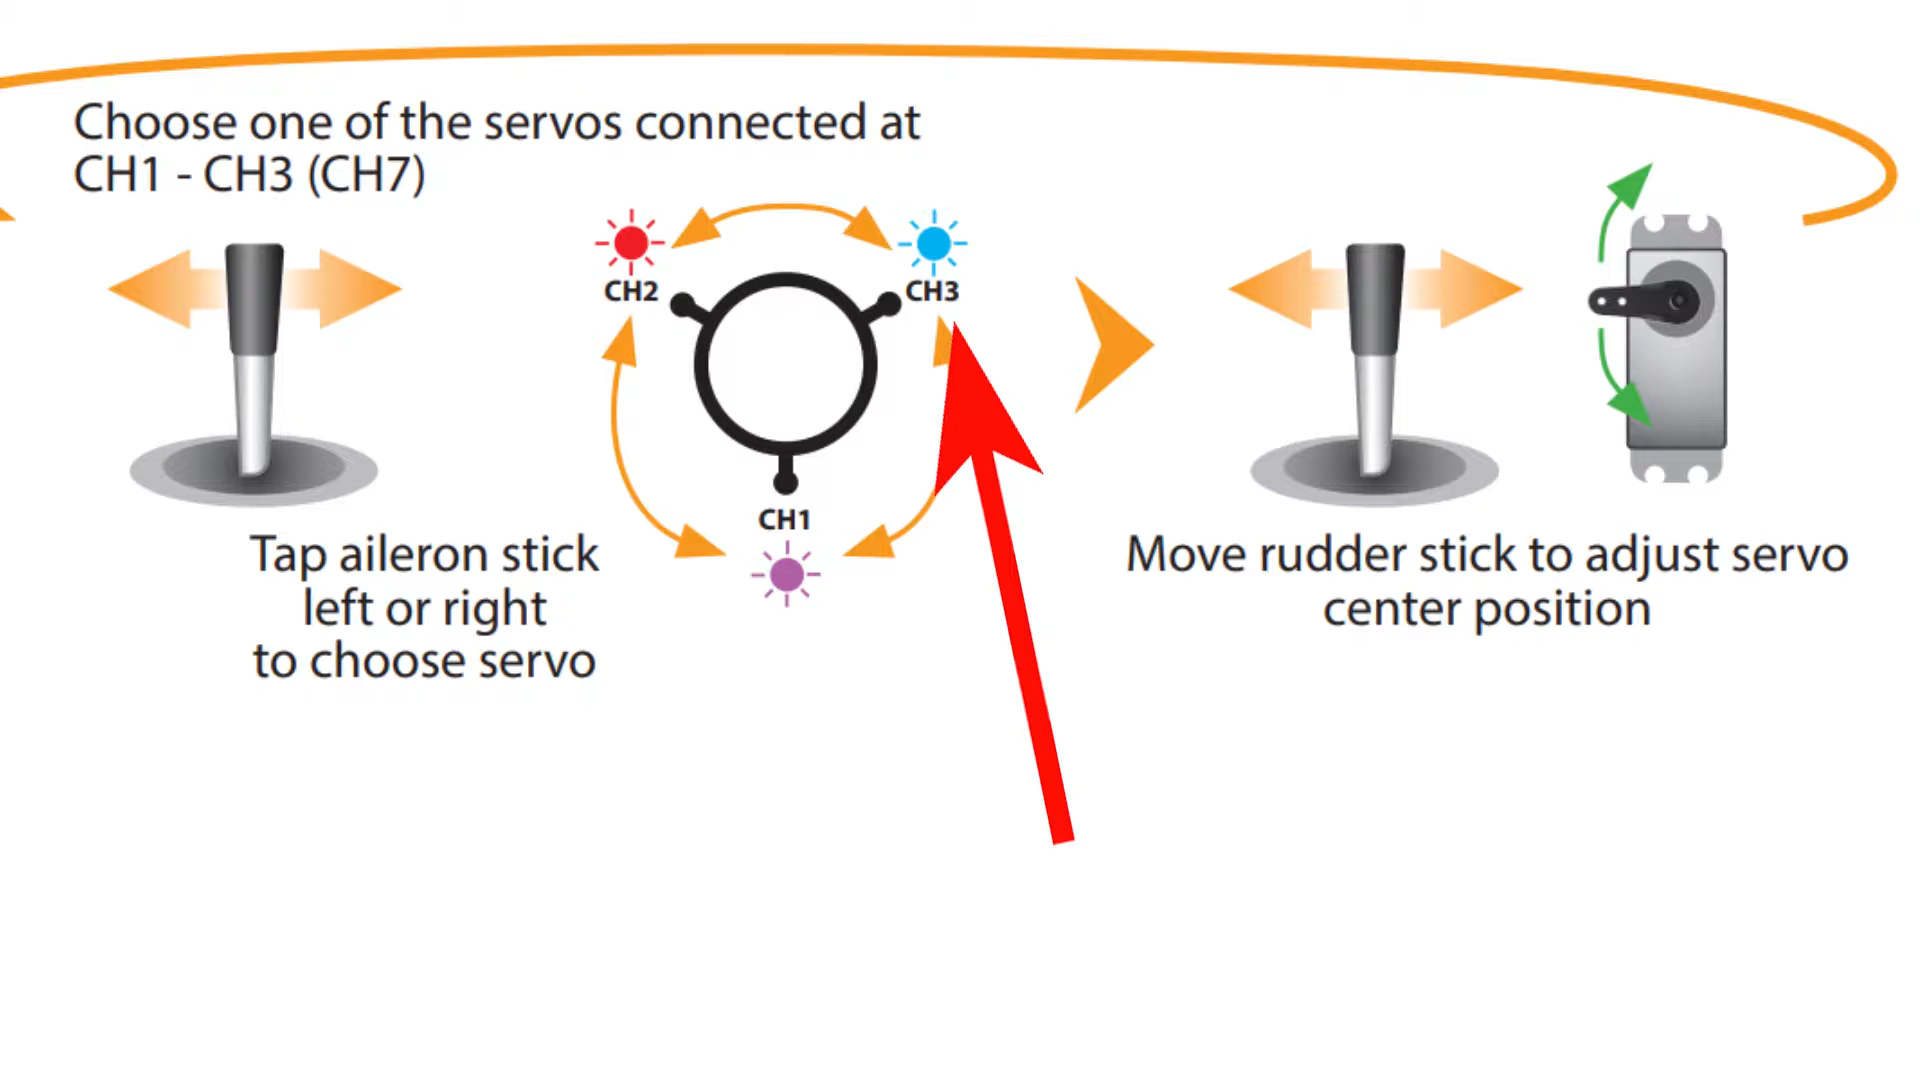 Choose one of the servos connected at
CH1 - CH3 (CH7)
CH2
CH3
CH1
Tap aileron stick
left or right
to choose servo
Move rudder stick to adjust servo
center position